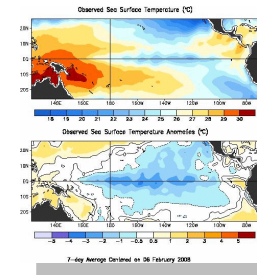 Observed Sea Surface Temperature (°C)
20N
10N
EQ
10S
20S
140E 160E 180 160W 140W 120W 100W 80W
18 19 20 21 22 23 24 25 26 27 28 29 30
Observed Sea Surface Temperature Anomalies (°C)
20N
10N
EQ
10S
20S
140E 160E 180 160W 140W 120W 100W 80W
-5 -4 -3 -2 -1 -0.5 0.5 1 2 3 4 5
7-day Average Centered on 06 February 2008